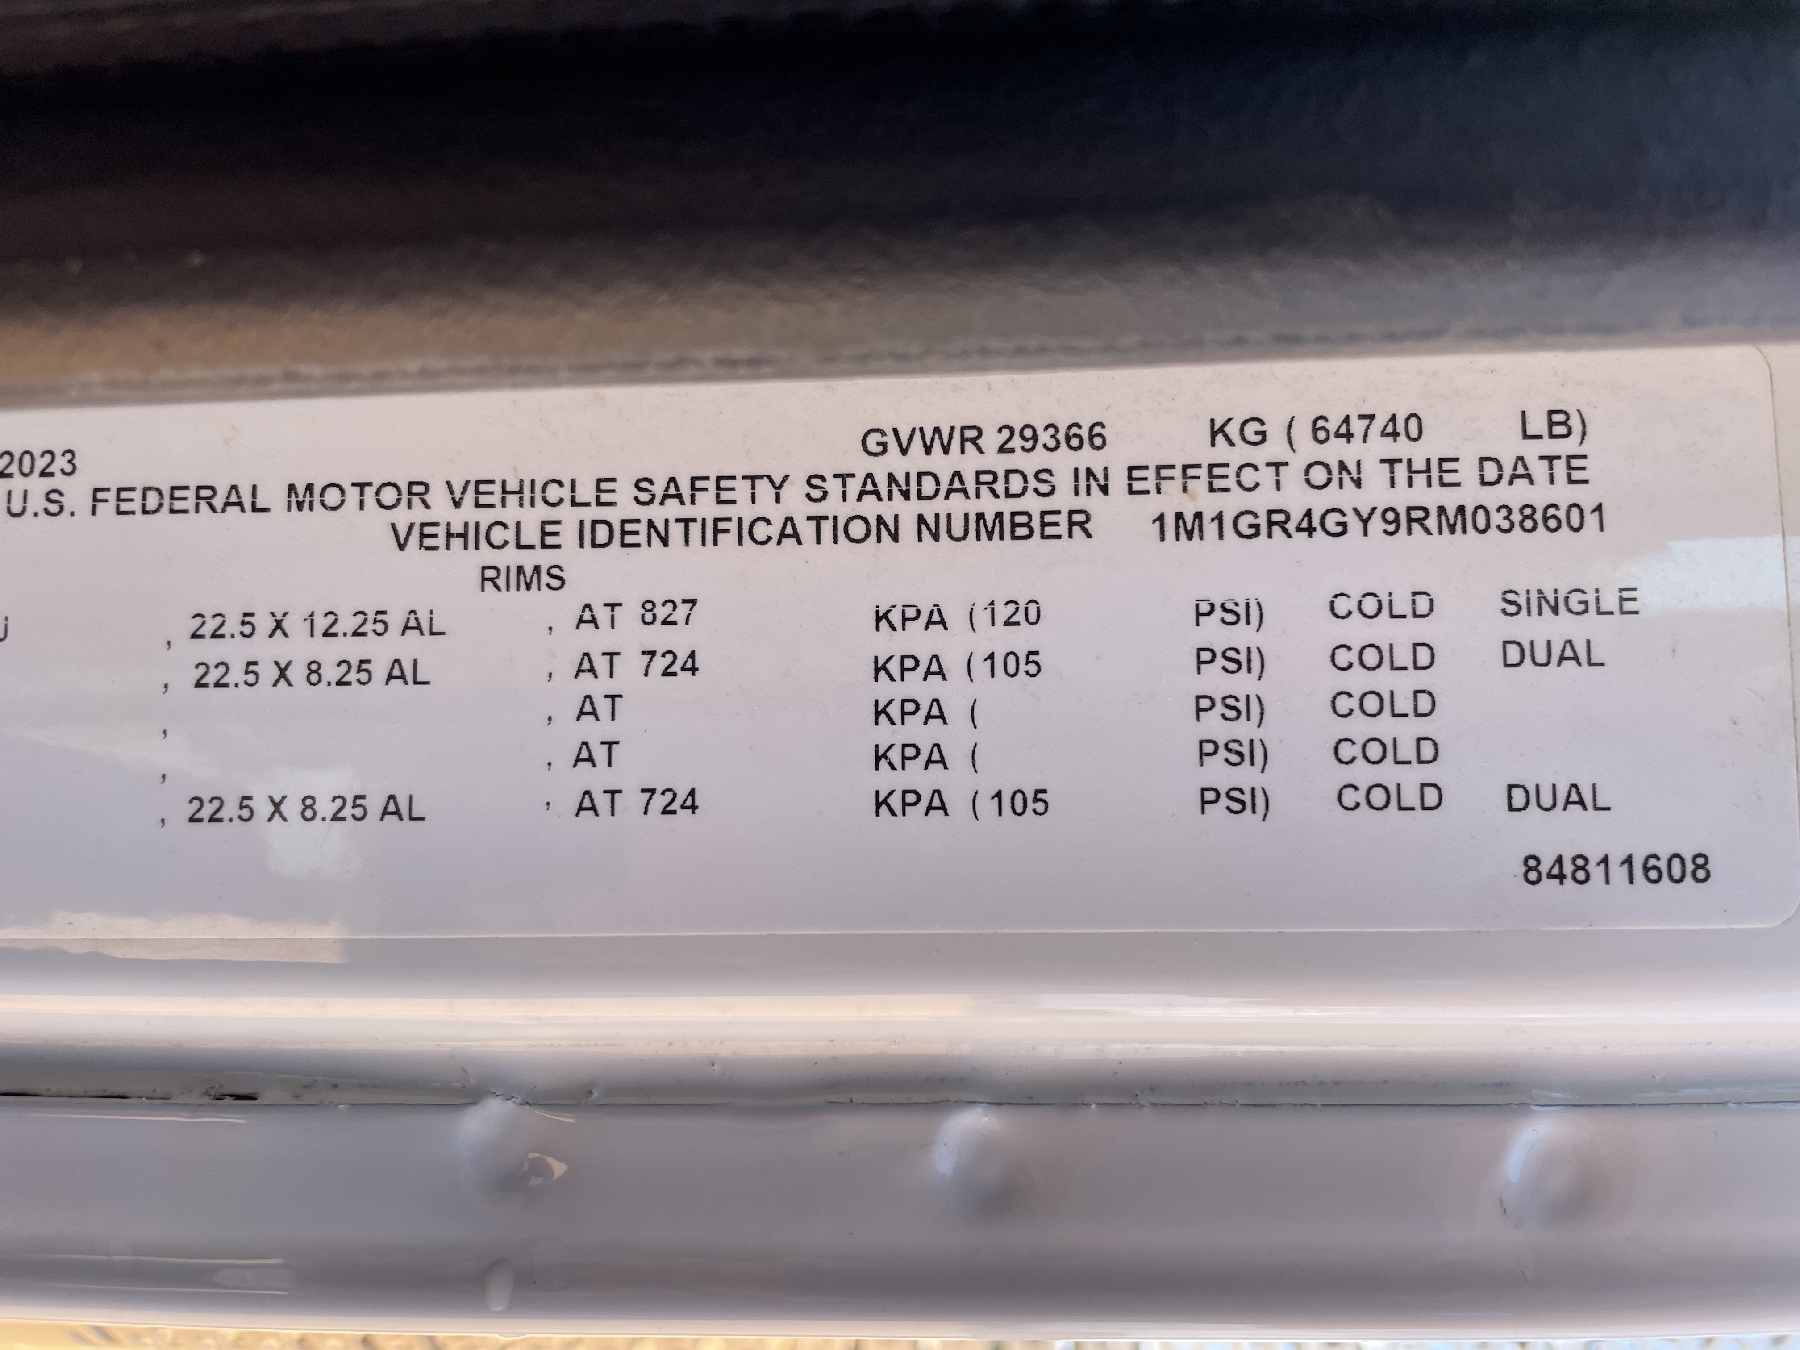 2023 GVWR 29366 KG ( 64740 LB)
U.S. FEDERAL MOTOR VEHICLE SAFETY STANDARDS IN EFFECT ON THE DATE
VEHICLE IDENTIFICATION NUMBER 1M1GR4GY9RM038601
RIMS
, 22.5 X 12.25 AL , AT 827 KPA (120 PSI) COLD SINGLE
, 22.5 X 8.25 AL , AT 724 KPA (105 PSI) COLD DUAL
, , AT KPA ( PSI) COLD
, , AT KPA ( PSI) COLD
, 22.5 X 8.25 AL , AT 724 KPA (105 PSI) COLD DUAL
84811608